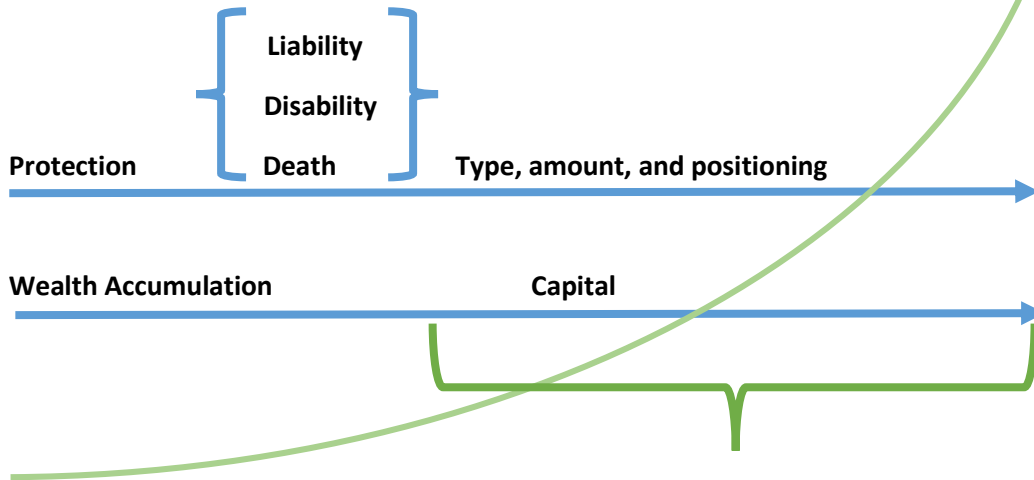 Liability
Disability
Protection Death Type, amount, and positioning
Wealth Accumulation Capital